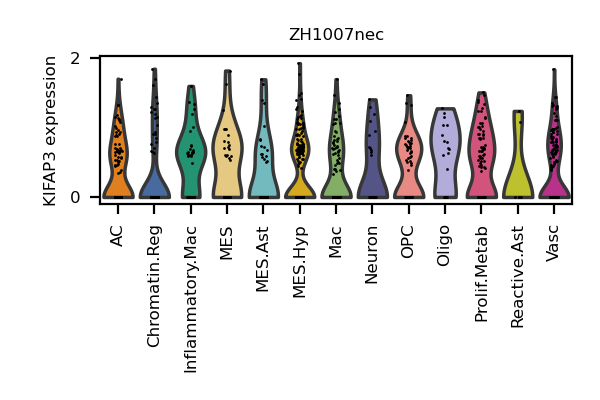 ZH1007nec
KIFAP3 expression
2
0
AC
Chromatin.Reg
Inflammatory.Mac
MES
MES.Ast
MES.Hyp
Mac
Neuron
OPC
Oligo
Prolif.Metab
Reactive.Ast
Vasc